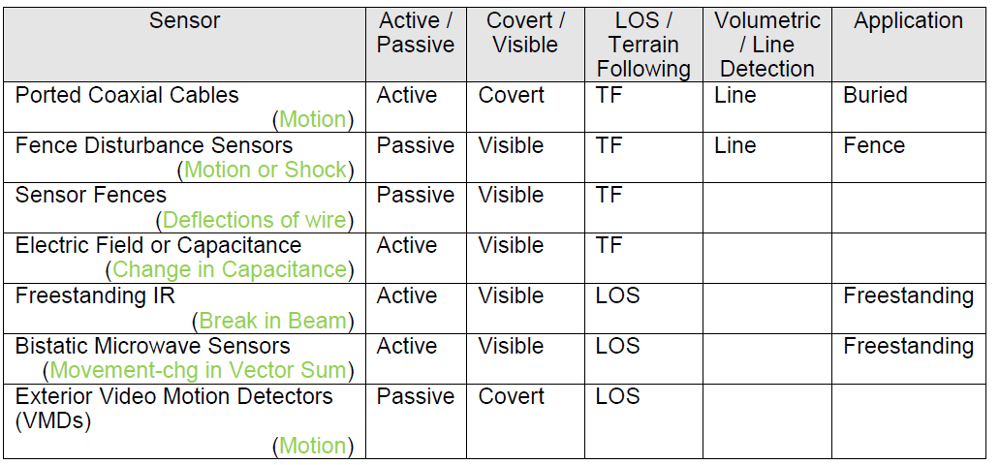 Sensor Active / Covert / LOS / Volumetric Application
Passive Visible Terrain / Line
Following Detection
Ported Coaxial Cables Active Covert TF Line Buried
(Motion)
Fence Disturbance Sensors Passive Visible TF Line Fence
(Motion or Shock)
Sensor Fences Passive Visible TF
(Deflections of wire)
Electric Field or Capacitance Active Visible TF
(Change in Capacitance)
Freestanding IR Active Visible LOS Freestanding
(Break in Beam)
Bistatic Microwave Sensors Active Visible LOS Freestanding
(Movement-chg in Vector Sum)
Exterior Video Motion Detectors Passive Covert LOS
(VMDs)
(Motion)